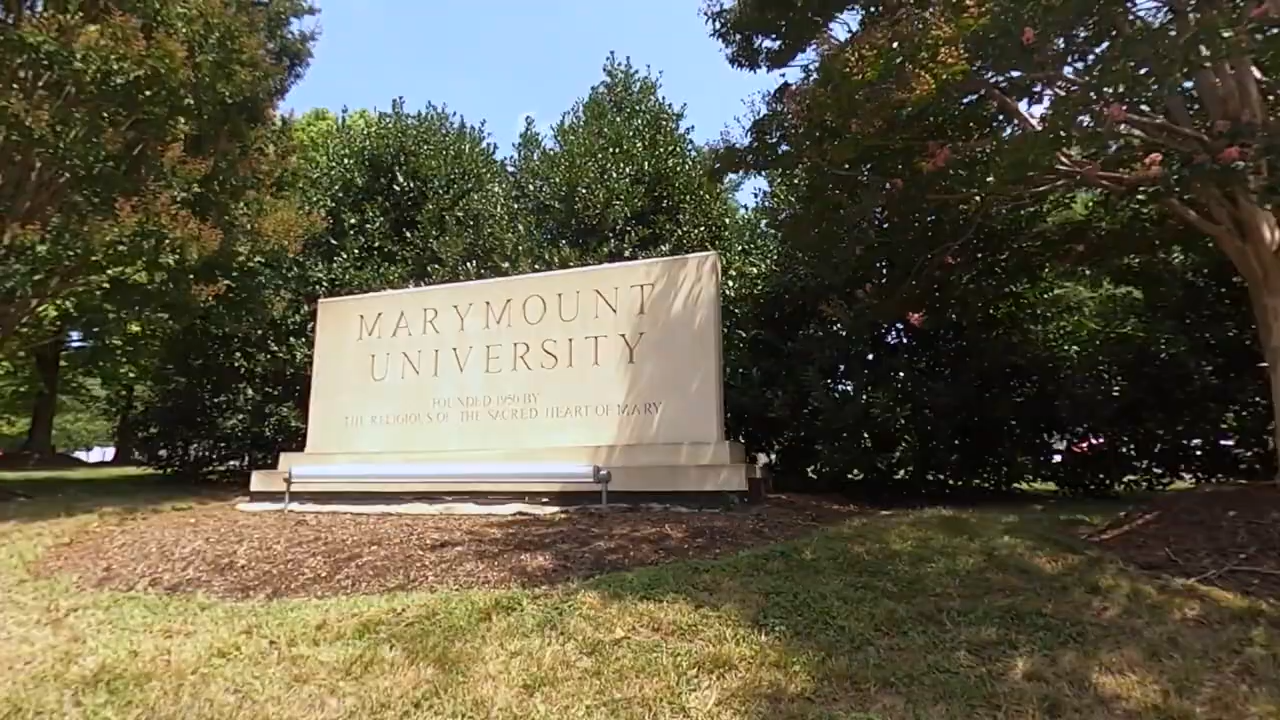 MARYMOUNT
UNIVERSITY
FOUNDED 1950 BY
THE RELIGIOUS OF THE SACRED HEART OF MARY